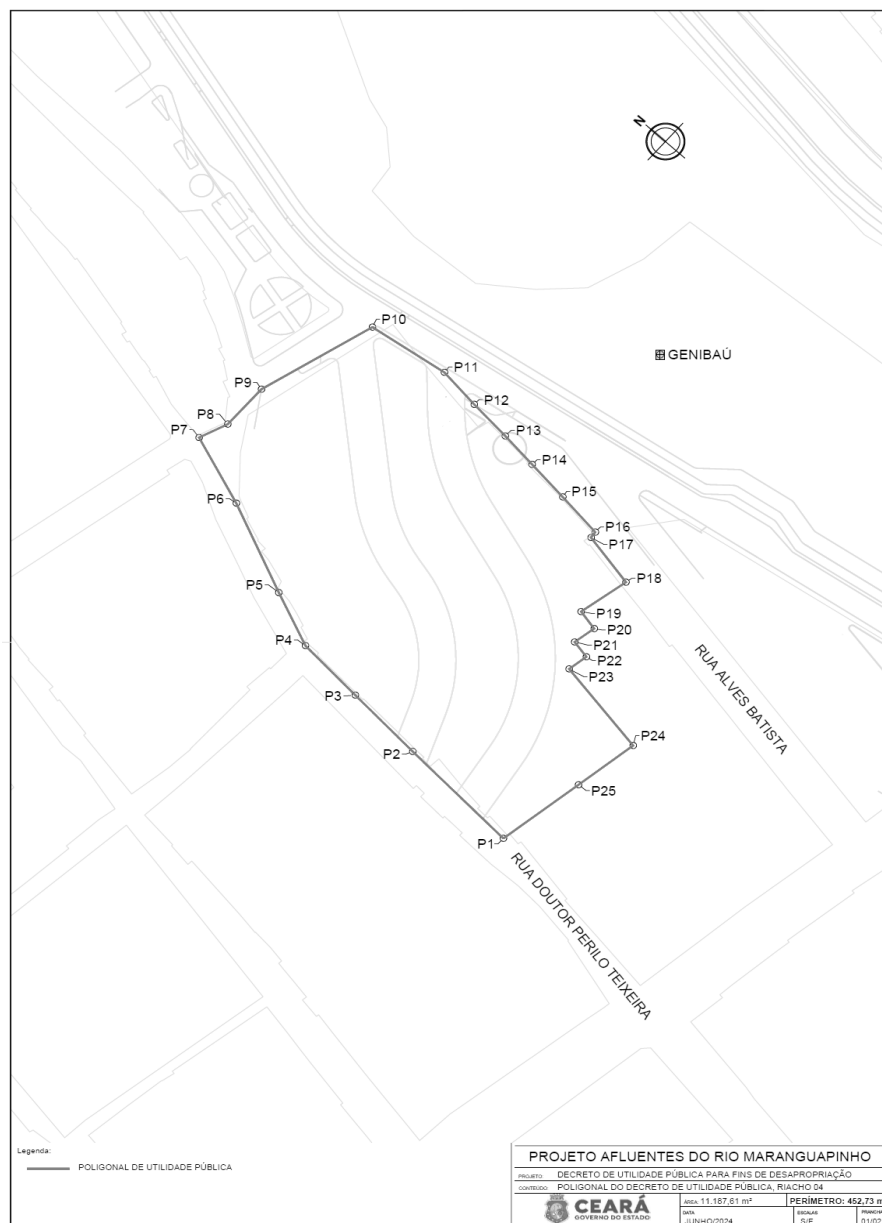 N
P10
GENIBAÚ
P11
P9
P12
P8
P7
P13
P14
P15
P6
P16
P17
P18
P5
P19
P20
P21
P4
P22
P23
RUA ALVES BATISTA
P3
P24
P2
P25
P1
RUA DOUTOR PERILO TEIXEIRA
Legenda:
POLIGONAL DE UTILIDADE PÚBLICA
PROJETO AFLUENTES DO RIO MARANGUAPINHO
PROJETO: DECRETO DE UTILIDADE PÚBLICA PARA FINS DE DESAPROPRIAÇÃO
CONTEÚDO: POLIGONAL DO DECRETO DE UTILIDADE PÚBLICA, RIACHO 04
CEARÁ
GOVERNO DO ESTADO
ÁREA: 11.187,61 m² PERÍMETRO: 452,73 m
DATA ESCALAS PRANCHA
JUNHO/2024 S/E 01/01